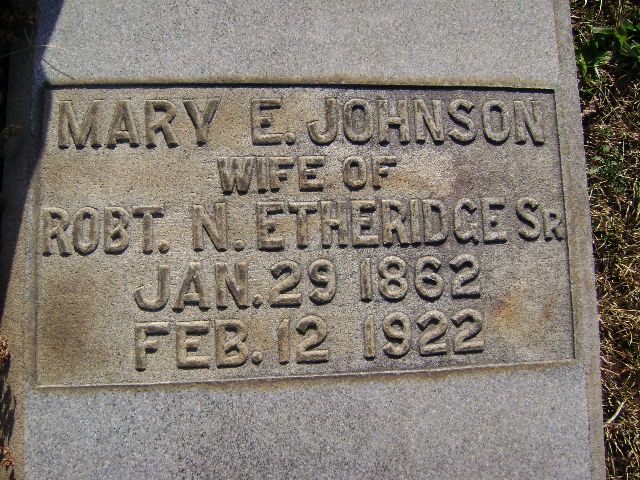 MARY E. JOHNSON
WIFE OF
ROBT. N. ETHERIDGE SR.
JAN. 29 1862
FEB. 12 1922